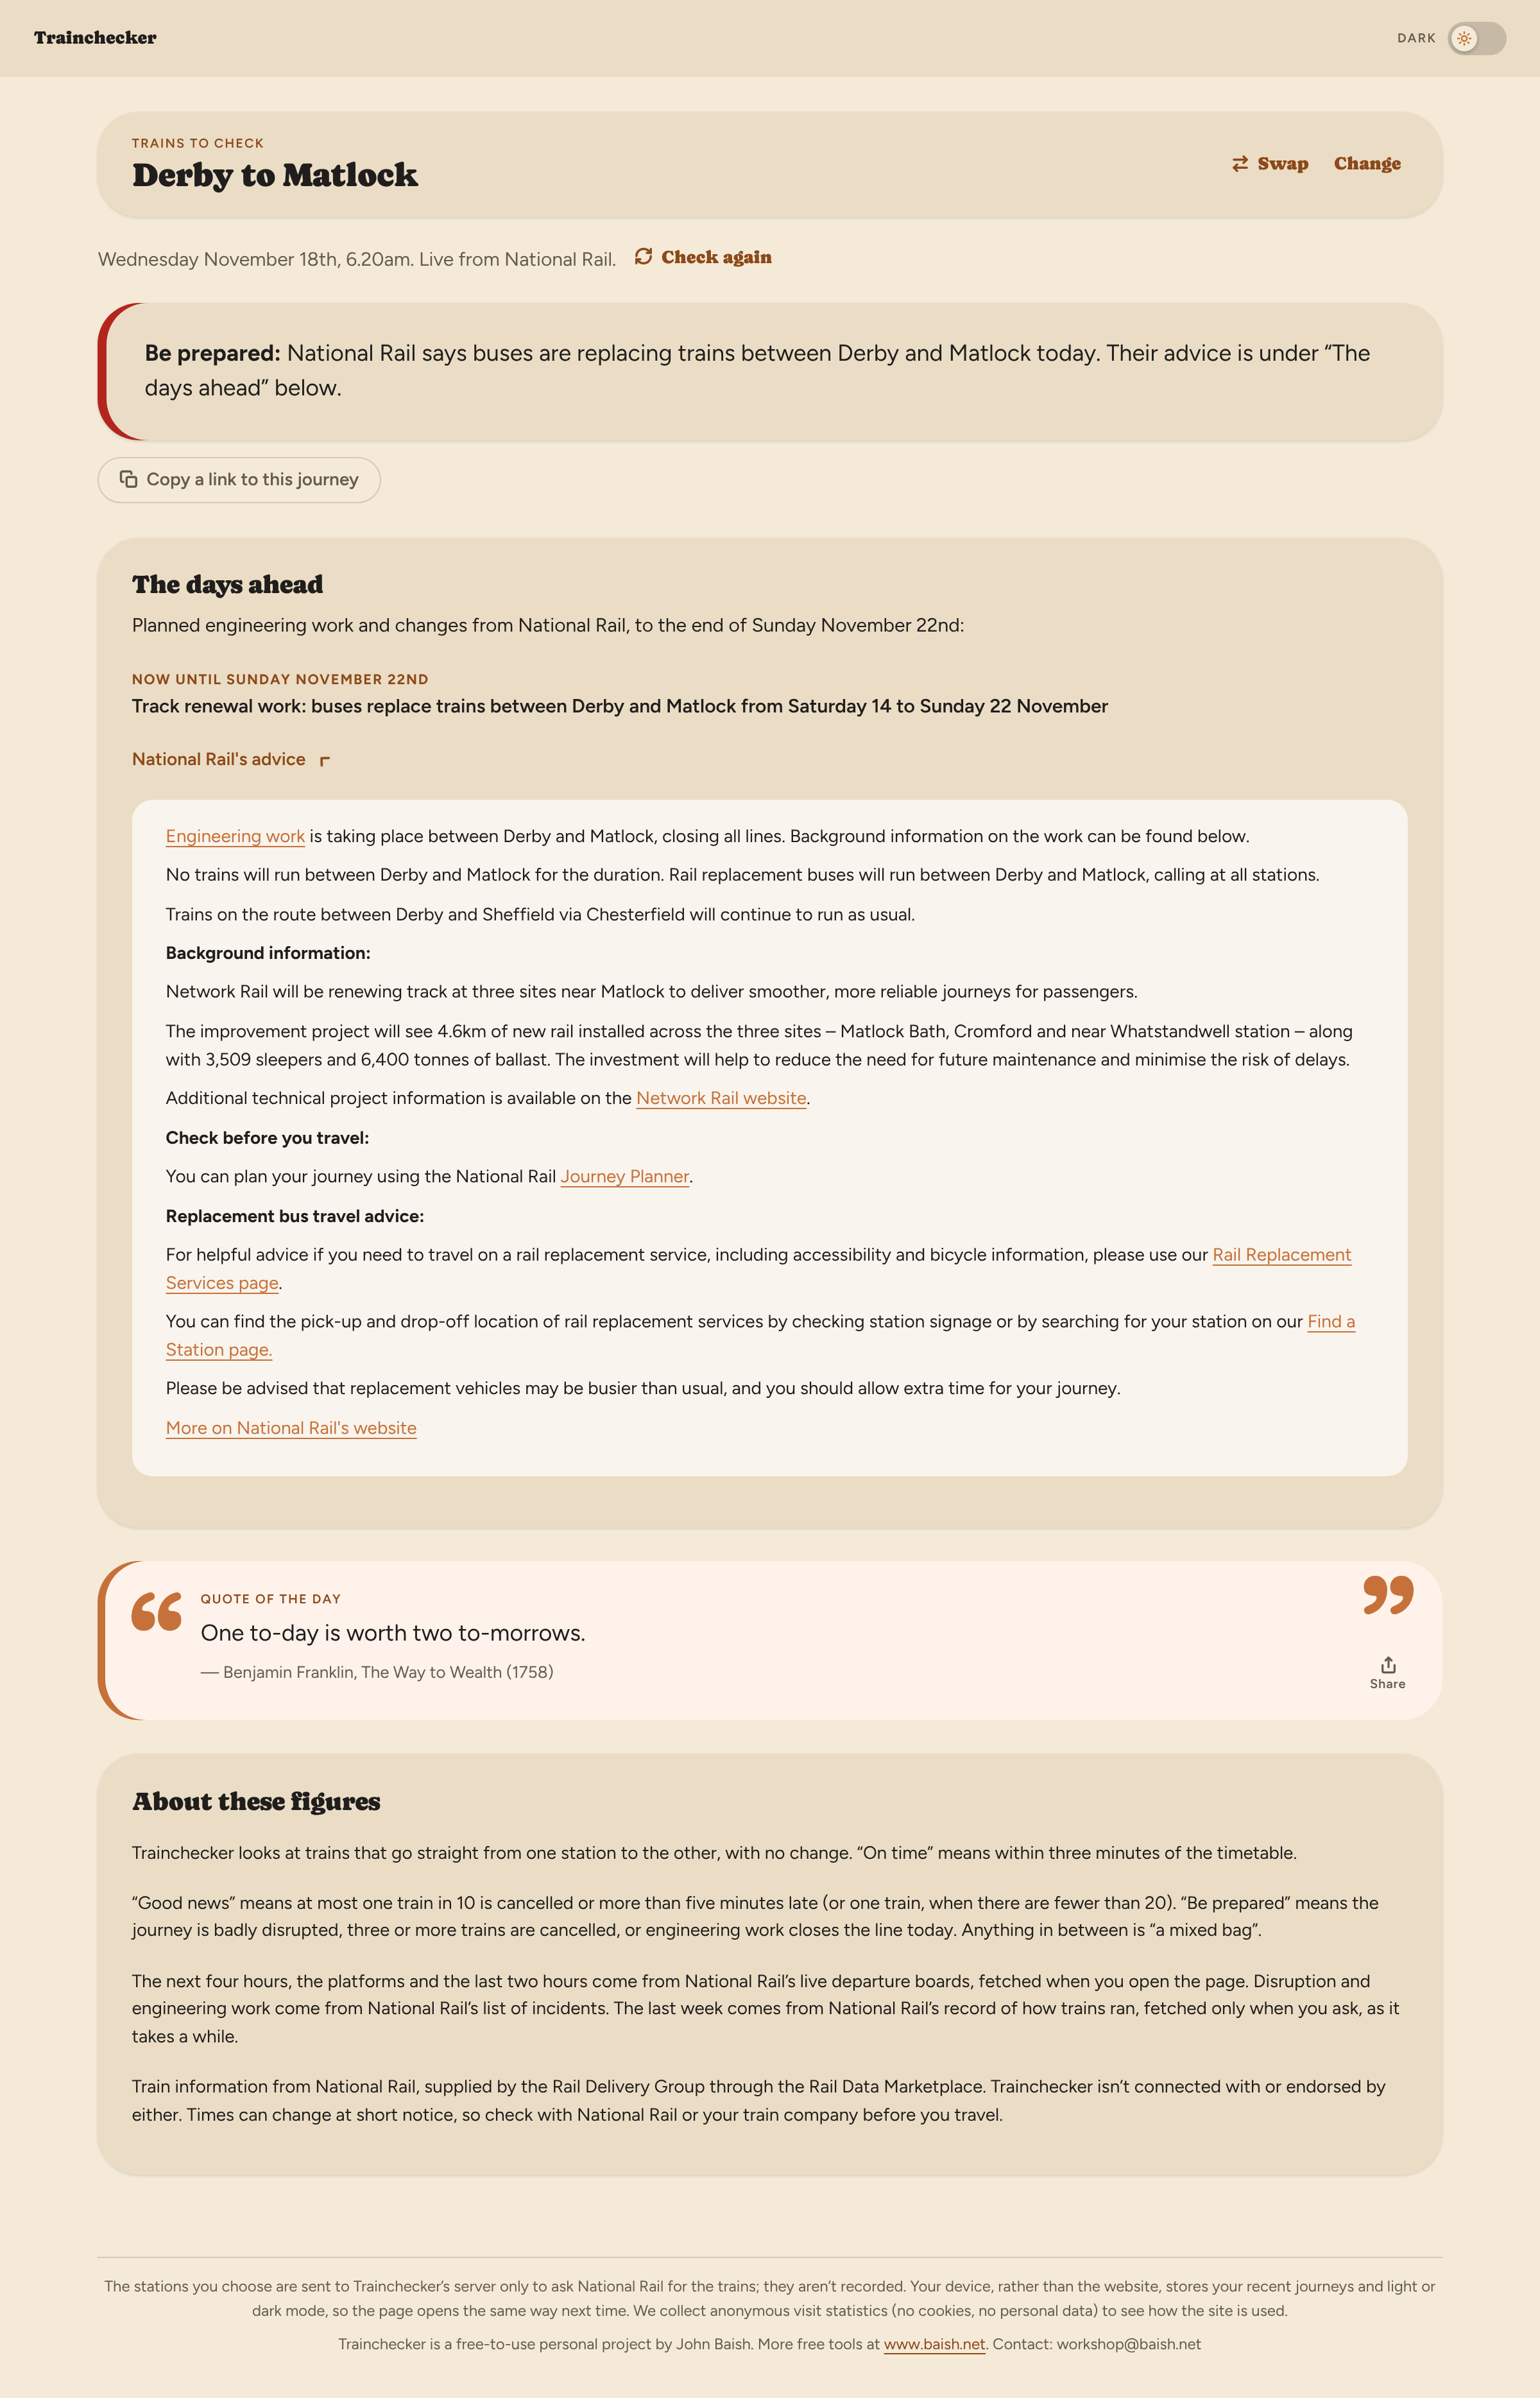 Trainchecker
DARK
TRAINS TO CHECK
Derby to Matlock
Swap
Change
Wednesday November 18th, 6.20am. Live from National Rail.
Check again
Be prepared: National Rail says buses are replacing trains between Derby and Matlock today. Their advice is under “The
days ahead” below.
Copy a link to this journey
The days ahead
Planned engineering work and changes from National Rail, to the end of Sunday November 22nd:
NOW UNTIL SUNDAY NOVEMBER 22ND
Track renewal work: buses replace trains between Derby and Matlock from Saturday 14 to Sunday 22 November
National Rail's advice
Engineering work is taking place between Derby and Matlock, closing all lines. Background information on the work can be found below.
No trains will run between Derby and Matlock for the duration. Rail replacement buses will run between Derby and Matlock, calling at all stations.
Trains on the route between Derby and Sheffield via Chesterfield will continue to run as usual.
Background information:
Network Rail will be renewing track at three sites near Matlock to deliver smoother, more reliable journeys for passengers.
The improvement project will see 4.6km of new rail installed across the three sites – Matlock Bath, Cromford and near Whatstandwell station – along
with 3,509 sleepers and 6,400 tonnes of ballast. The investment will help to reduce the need for future maintenance and minimise the risk of delays.
Additional technical project information is available on the Network Rail website.
Check before you travel:
You can plan your journey using the National Rail Journey Planner.
Replacement bus travel advice:
For helpful advice if you need to travel on a rail replacement service, including accessibility and bicycle information, please use our Rail Replacement
Services page.
You can find the pick-up and drop-off location of rail replacement services by checking station signage or by searching for your station on our Find a
Station page.
Please be advised that replacement vehicles may be busier than usual, and you should allow extra time for your journey.
More on National Rail's website
QUOTE OF THE DAY
One to-day is worth two to-morrows.
— Benjamin Franklin, The Way to Wealth (1758)
Share
About these figures
Trainchecker looks at trains that go straight from one station to the other, with no change. “On time” means within three minutes of the timetable.
“Good news” means at most one train in 10 is cancelled or more than five minutes late (or one train, when there are fewer than 20). “Be prepared” means the
journey is badly disrupted, three or more trains are cancelled, or engineering work closes the line today. Anything in between is “a mixed bag”.
The next four hours, the platforms and the last two hours come from National Rail’s live departure boards, fetched when you open the page. Disruption and
engineering work come from National Rail’s list of incidents. The last week comes from National Rail’s record of how trains ran, fetched only when you ask, as it
takes a while.
Train information from National Rail, supplied by the Rail Delivery Group through the Rail Data Marketplace. Trainchecker isn’t connected with or endorsed by
either. Times can change at short notice, so check with National Rail or your train company before you travel.
The stations you choose are sent to Trainchecker’s server only to ask National Rail for the trains; they aren’t recorded. Your device, rather than the website, stores your recent journeys and light or
dark mode, so the page opens the same way next time. We collect anonymous visit statistics (no cookies, no personal data) to see how the site is used.
Trainchecker is a free-to-use personal project by John Baish. More free tools at www.baish.net. Contact: workshop@baish.net